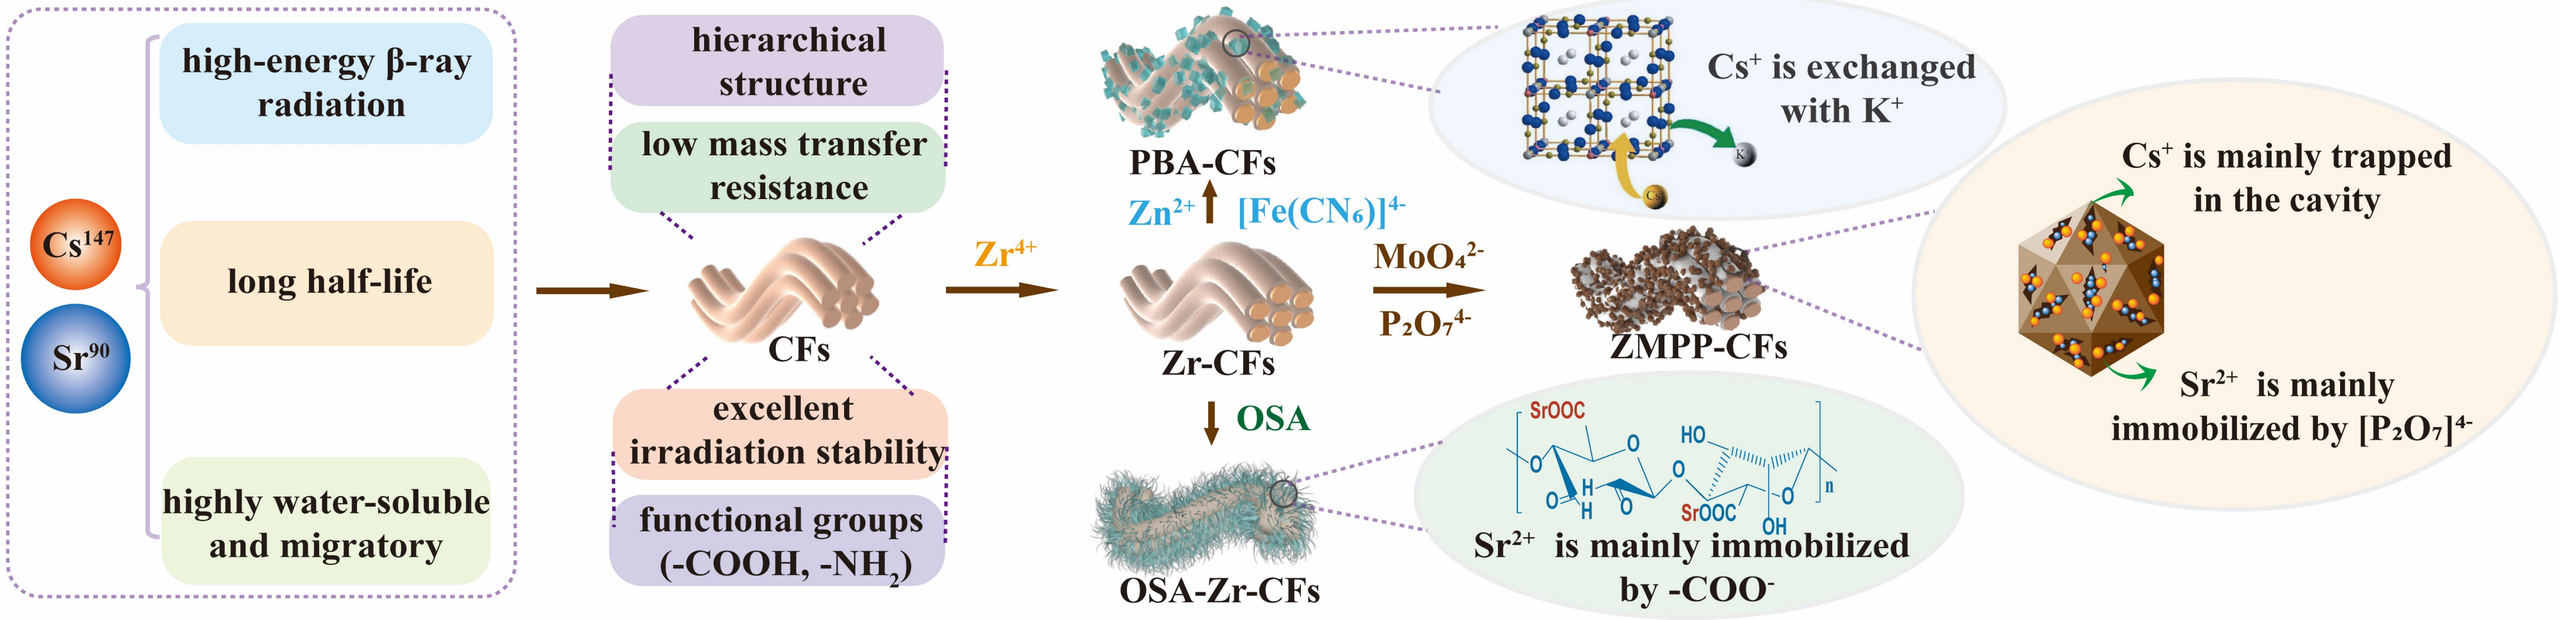 high-energy β-ray
radiation
Cs¹⁴⁷
long half-life
Sr⁹⁰
highly water-soluble
and migratory
hierarchical
structure
low mass transfer
resistance
CFs
excellent
irradiation stability
functional groups
(-COOH, -NH₂)
Zr⁴⁺
PBA-CFs
Zn²⁺ [Fe(CN₆)]⁴⁻
Zr-CFs
MoO₄²⁻
P₂O₇⁴⁻
OSA
OSA-Zr-CFs
ZMPP-CFs
Cs⁺ is exchanged
with K⁺
K
Cs
Cs⁺ is mainly trapped
in the cavity
Sr²⁺ is mainly
immobilized by [P₂O₇]⁴⁻
SrOOC
O
HO
O
O
O
H
H
O
O
SrOOC
OH
n
Sr²⁺ is mainly immobilized
by -COO⁻